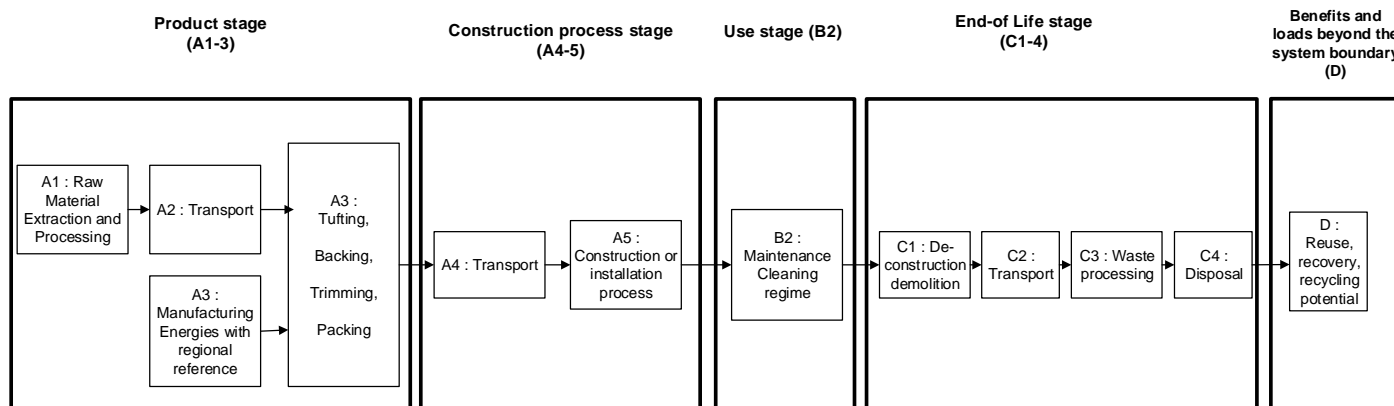 Product stage
(A1-3)
Construction process stage
(A4-5)
Use stage (B2)
End-of Life stage
(C1-4)
Benefits and
loads beyond the
system boundary
(D)
A1 : Raw
Material
Extraction and
Processing
A2 : Transport
A3 :
Manufacturing
Energies with
regional
reference
A3 :
Tufting,
Backing,
Trimming,
Packing
A4 : Transport
A5 :
Construction or
installation
process
B2 :
Maintenance
Cleaning
regime
C1 : De-
construction
demolition
C2 :
Transport
C3 : Waste
processing
C4 :
Disposal
D :
Reuse,
recovery,
recycling
potential